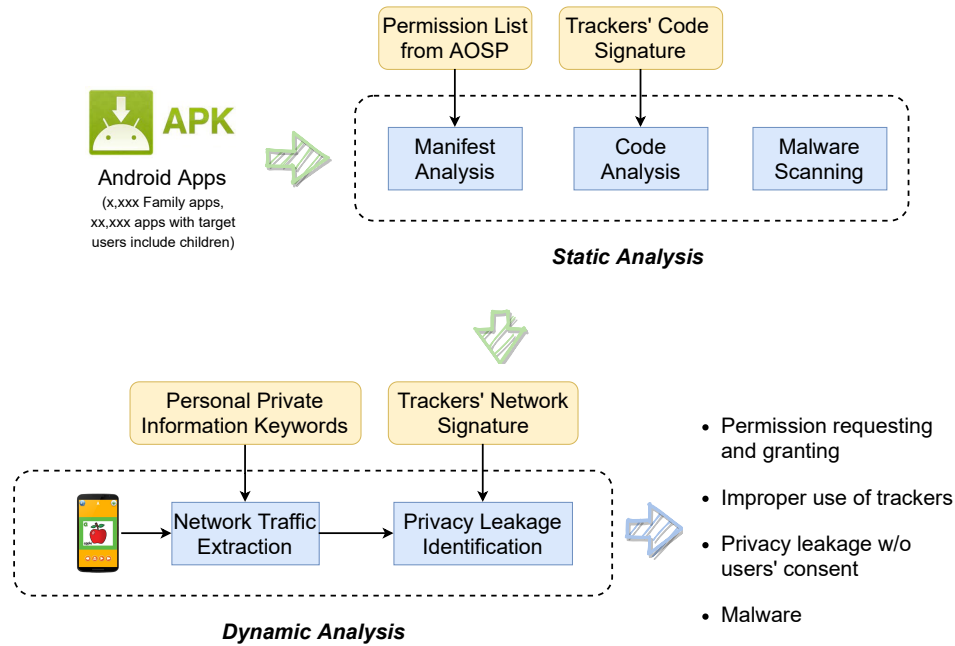 Permission List
from AOSP
Trackers' Code
Signature
APK
Android Apps
(x,xxx Family apps,
xx,xxx apps with target
users include children)
Manifest
Analysis
Code
Analysis
Malware
Scanning
Static Analysis
Personal Private
Information Keywords
Trackers' Network
Signature
Network Traffic
Extraction
Privacy Leakage
Identification
Dynamic Analysis
• Permission requesting
and granting
• Improper use of trackers
• Privacy leakage w/o
users' consent
• Malware